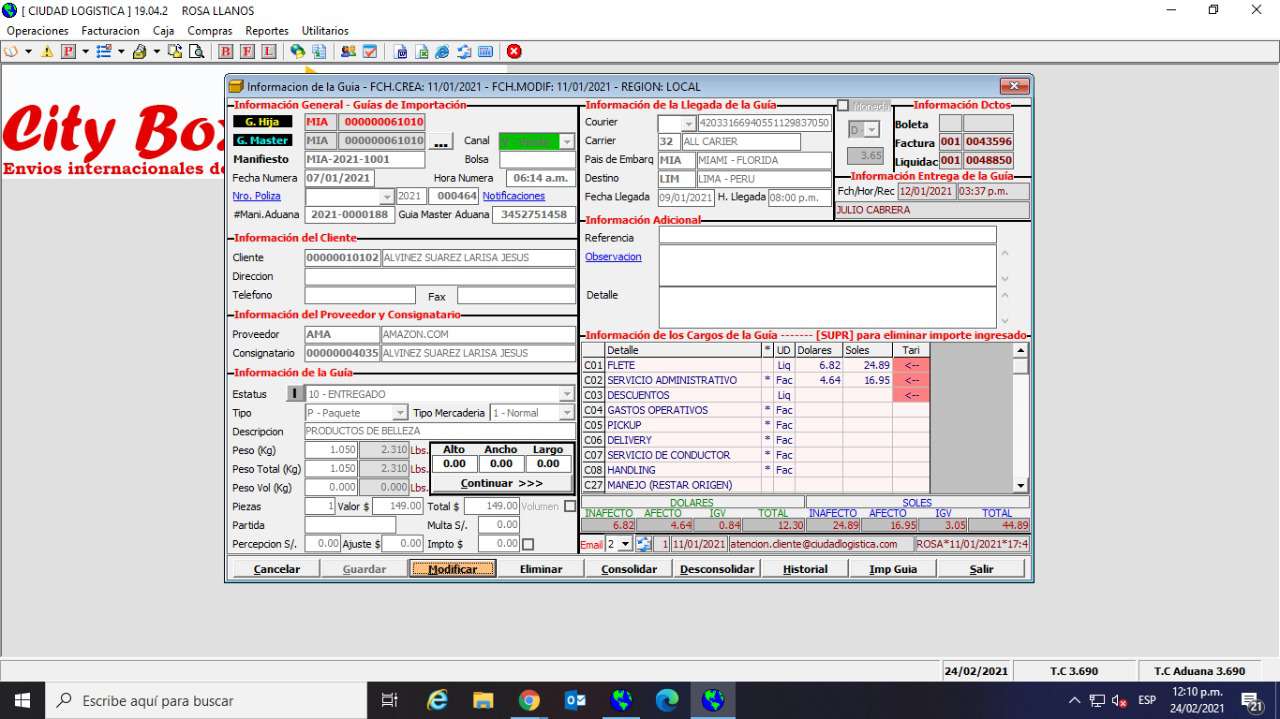 [ CIUDAD LOGISTICA ] 19.04.2 ROSA LLANOS
Operaciones Facturacion Caja Compras Reportes Utilitarios
P B F L
City Bo
Envios internacionales d
Informacion de la Guia - FCH.CREA: 11/01/2021 - FCH.MODIF: 11/01/2021 - REGION: LOCAL
Información General - Guías de Importación
G. Hija MIA 000000061010
G. Master MIA 000000061010 ... Canal
Manifiesto MIA-2021-1001 Bolsa
Fecha Numera 07/01/2021 Hora Numera 06:14 a.m.
Nro. Poliza 2021 000464 Notificaciones
#Mani.Aduana 2021-0000188 Guia Master Aduana 3452751458
Información del Cliente
Cliente 00000010102 ALVINEZ SUAREZ LARISA JESUS
Direccion
Telefono Fax
Información del Proveedor y Consignatario
Proveedor AMA AMAZON.COM
Consignatario 00000004035 ALVINEZ SUAREZ LARISA JESUS
Información de la Guía
Estatus I 10 - ENTREGADO
Tipo P - Paquete Tipo Mercaderia 1 - Normal
Descripcion PRODUCTOS DE BELLEZA
Peso (Kg) 1.050 2.310 Lbs.
Peso Total (Kg) 1.050 2.310 Lbs.
Peso Vol (Kg) 0.000 0.000 Lbs.
Alto Ancho Largo
0.00 0.00 0.00
Continuar >>>
Piezas 1 Valor $ 149.00 Total $ 149.00 Volumen
Partida Multa S/. 0.00
Percepcion S/. 0.00 Ajuste $ 0.00 Impto $ 0.00
Información de la Llegada de la Guía
Courier 42033166940551129837050
Carrier 32 ALL CARIER
Pais de Embarq MIA MIAMI - FLORIDA
Destino LIM LIMA - PERU
Fecha Llegada 09/01/2021 H. Llegada 08:00 p.m.
Moneda
D -
3.65
Información Dctos
Boleta
Factura 001 0043596
Liquidac 001 0048850
Información Entrega de la Guía
Fch/Hor/Rec 12/01/2021 03:37 p.m.
JULIO CABRERA
Información Adicional
Referencia
Observacion
Detalle
Información de los Cargos de la Guía ------- [SUPR] para eliminar importe ingresado
Detalle * UD Dolares Soles Tari
C01 FLETE Liq 6.82 24.89 <--
C02 SERVICIO ADMINISTRATIVO * Fac 4.64 16.95 <--
C03 DESCUENTOS Liq <--
C04 GASTOS OPERATIVOS * Fac
C05 PICKUP * Fac
C06 DELIVERY * Fac
C07 SERVICIO DE CONDUCTOR * Fac
C08 HANDLING * Fac
C27 MANEJO (RESTAR ORIGEN)
DOLARES SOLES
INAFECTO AFECTO IGV TOTAL INAFECTO AFECTO IGV TOTAL
6.82 4.64 0.84 12.30 24.89 16.95 3.05 44.89
Email 2 1 11/01/2021 atencion.cliente@ciudadlogistica.com ROSA*11/01/2021*17:4
Cancelar Guardar Modificar Eliminar Consolidar Desconsolidar Historial Imp Guia Salir
24/02/2021 T.C 3.690 T.C Aduana 3.690
Escribe aquí para buscar
ESP 12:10 p.m.
24/02/2021 21